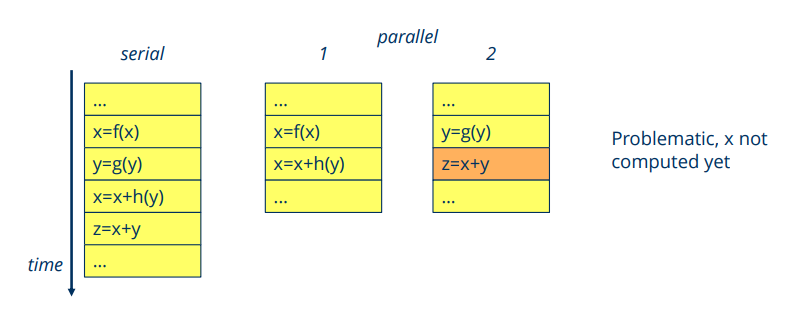 parallel
serial
1
2
...
x=f(x)
y=g(y)
x=x+h(y)
z=x+y
...
...
x=f(x)
x=x+h(y)
...
...
y=g(y)
z=x+y
...
Problematic, x not
computed yet
time